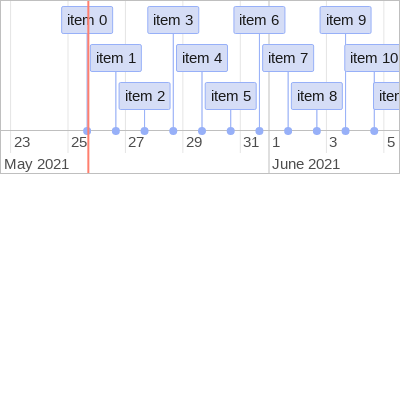 item 0 item 3 item 6 item 9
item 1 item 4 item 7 item 10
item 2 item 5 item 8
23 25 27 29 31 1 3 5
May 2021 June 2021